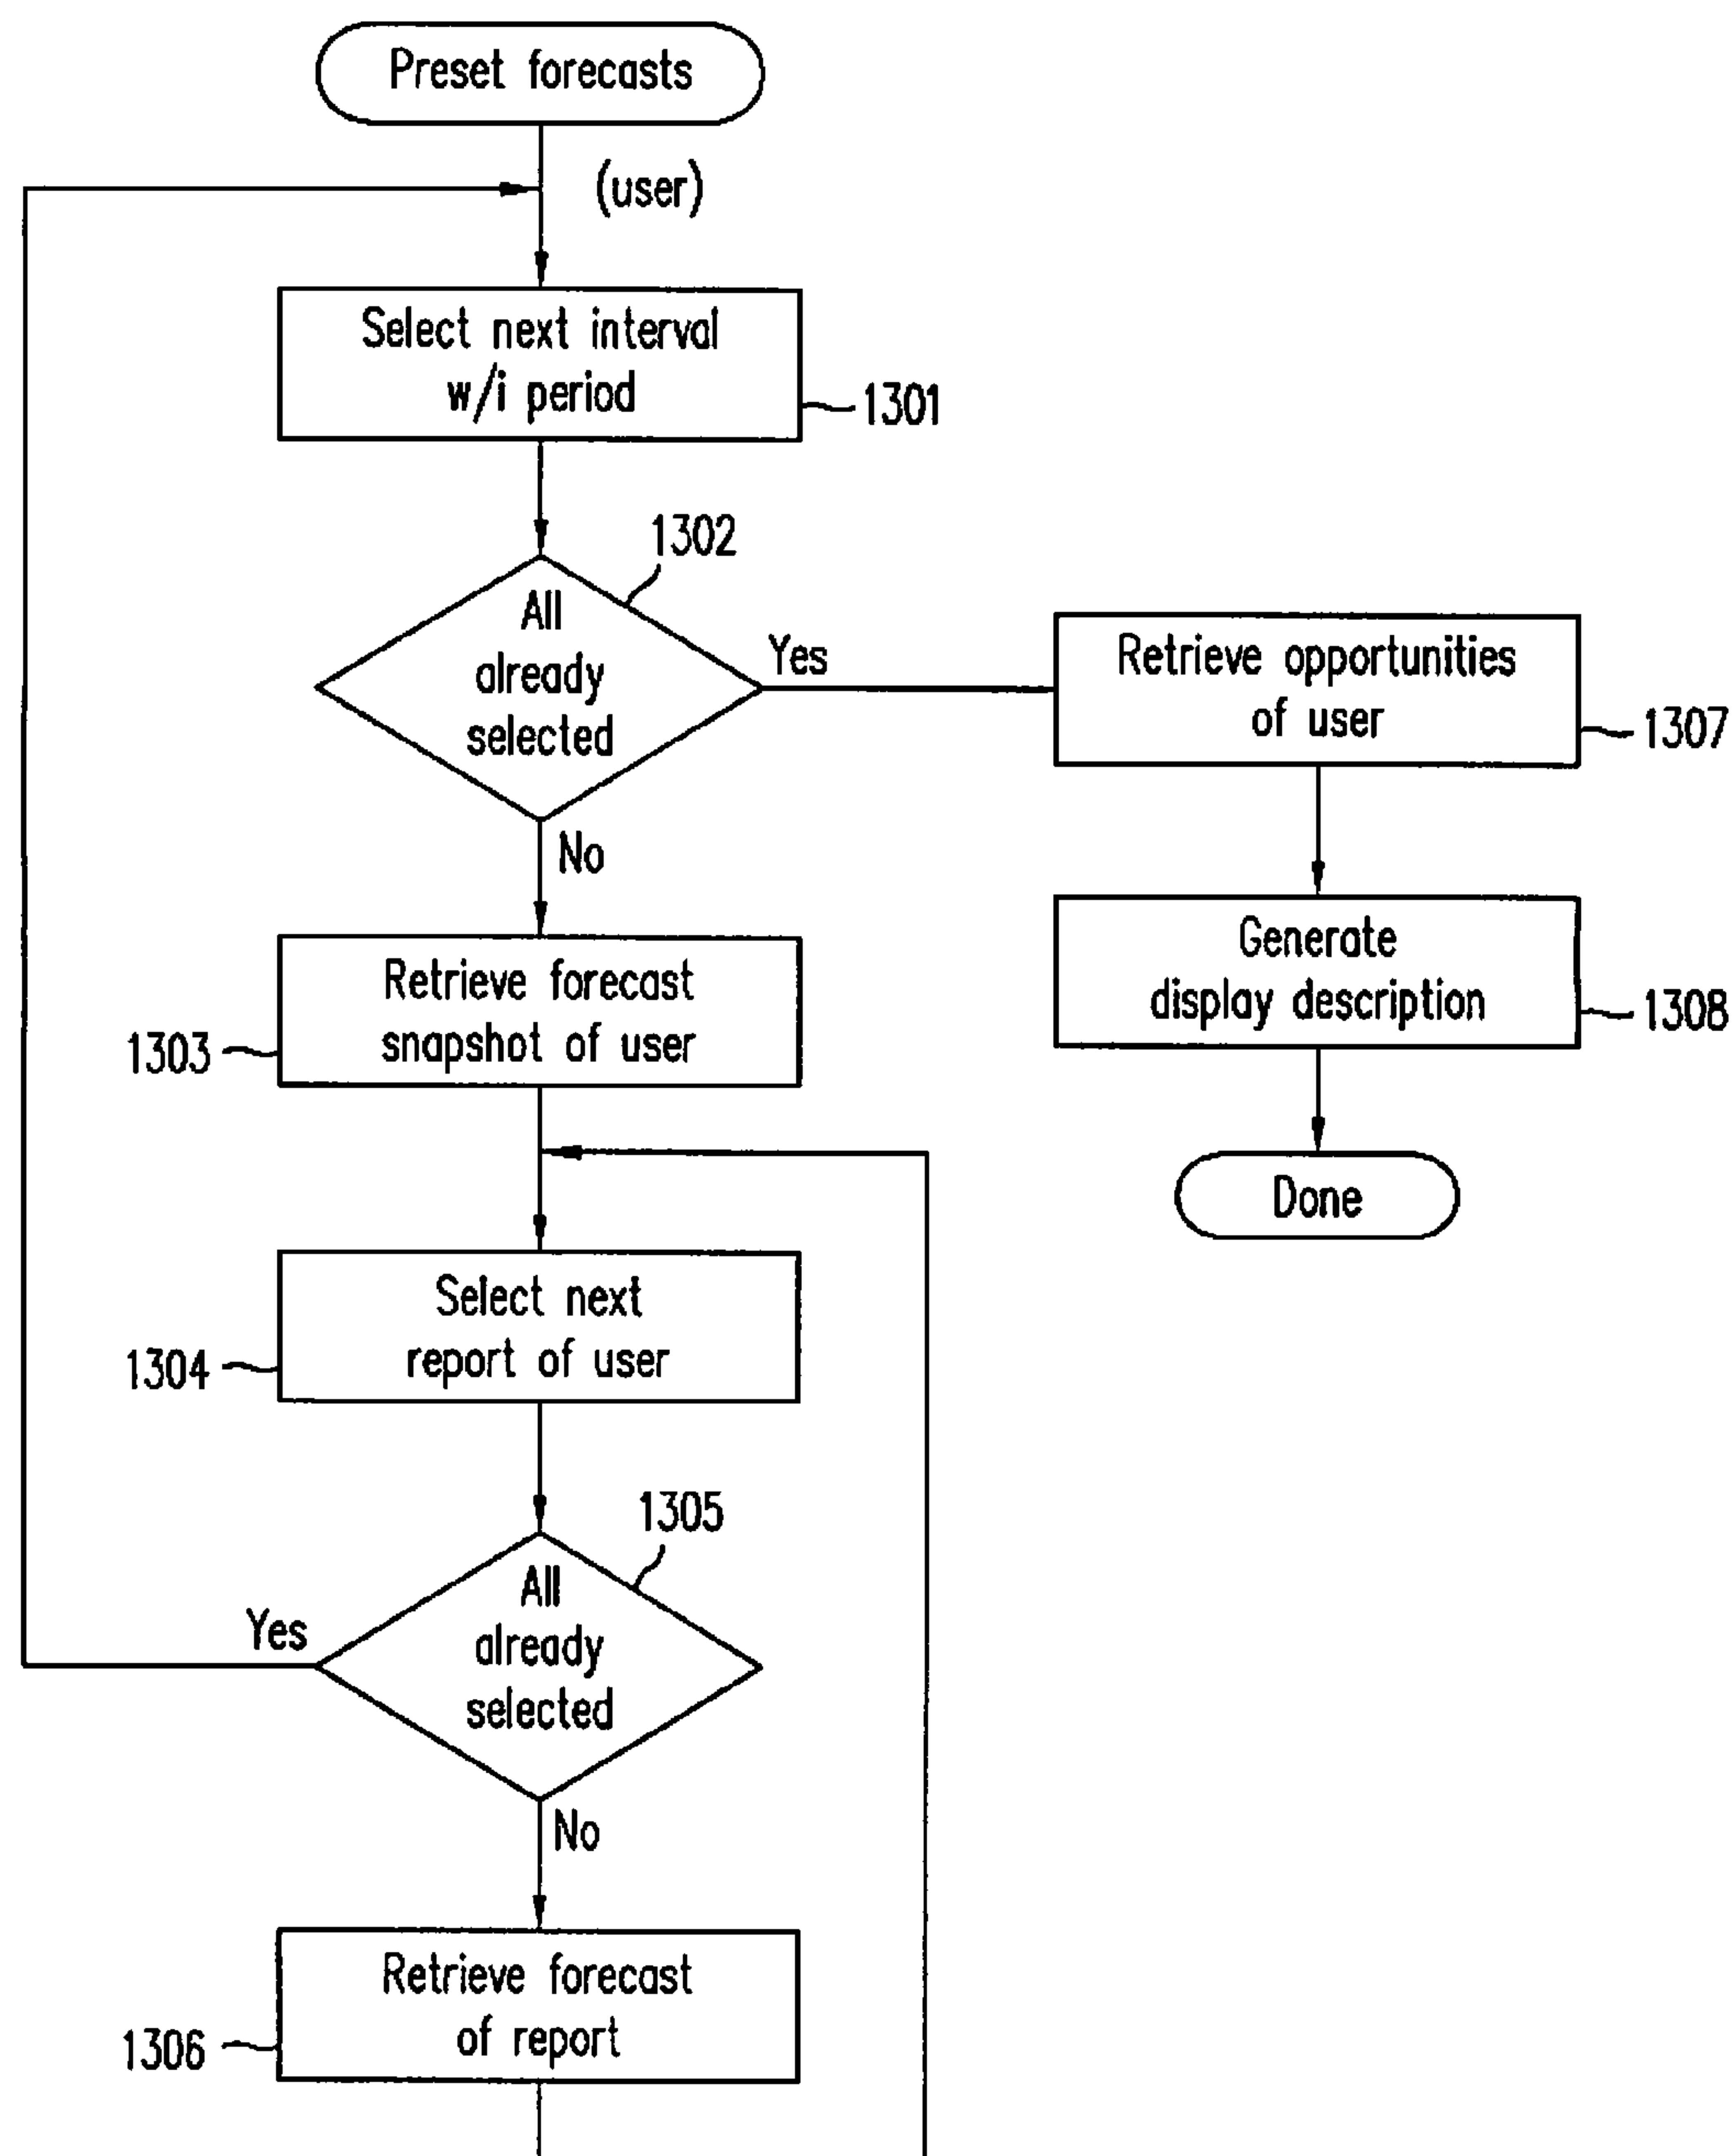 Preset forecasts
(user)
Select next interval
w/i period
1301
1302
All
already
selected
Yes
No
Retrieve opportunities
of user
1307
Generate
display description
1308
Done
Retrieve forecast
snapshot of user
1303
Select next
report of user
1304
1305
All
already
selected
Yes
No
Retrieve forecast
of report
1306